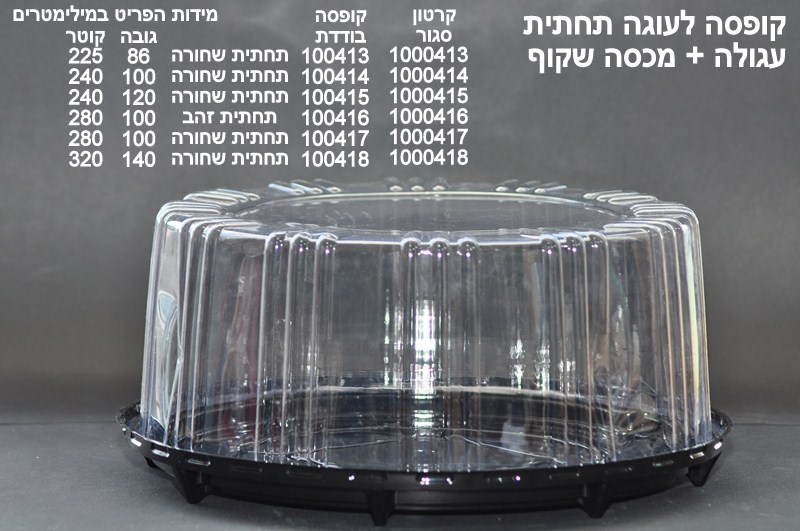 קופסה לעוגה תחתית
עגולה + מכסה שקוף
קרטון קופסה מידות הפריט במילימטרים
סגור בודדת גובה קוטר
1000413 100413 תחתית שחורה 86 225
1000414 100414 תחתית שחורה 100 240
1000415 100415 תחתית שחורה 120 240
1000416 100416 תחתית זהב 100 280
1000417 100417 תחתית שחורה 100 280
1000418 100418 תחתית שחורה 140 320